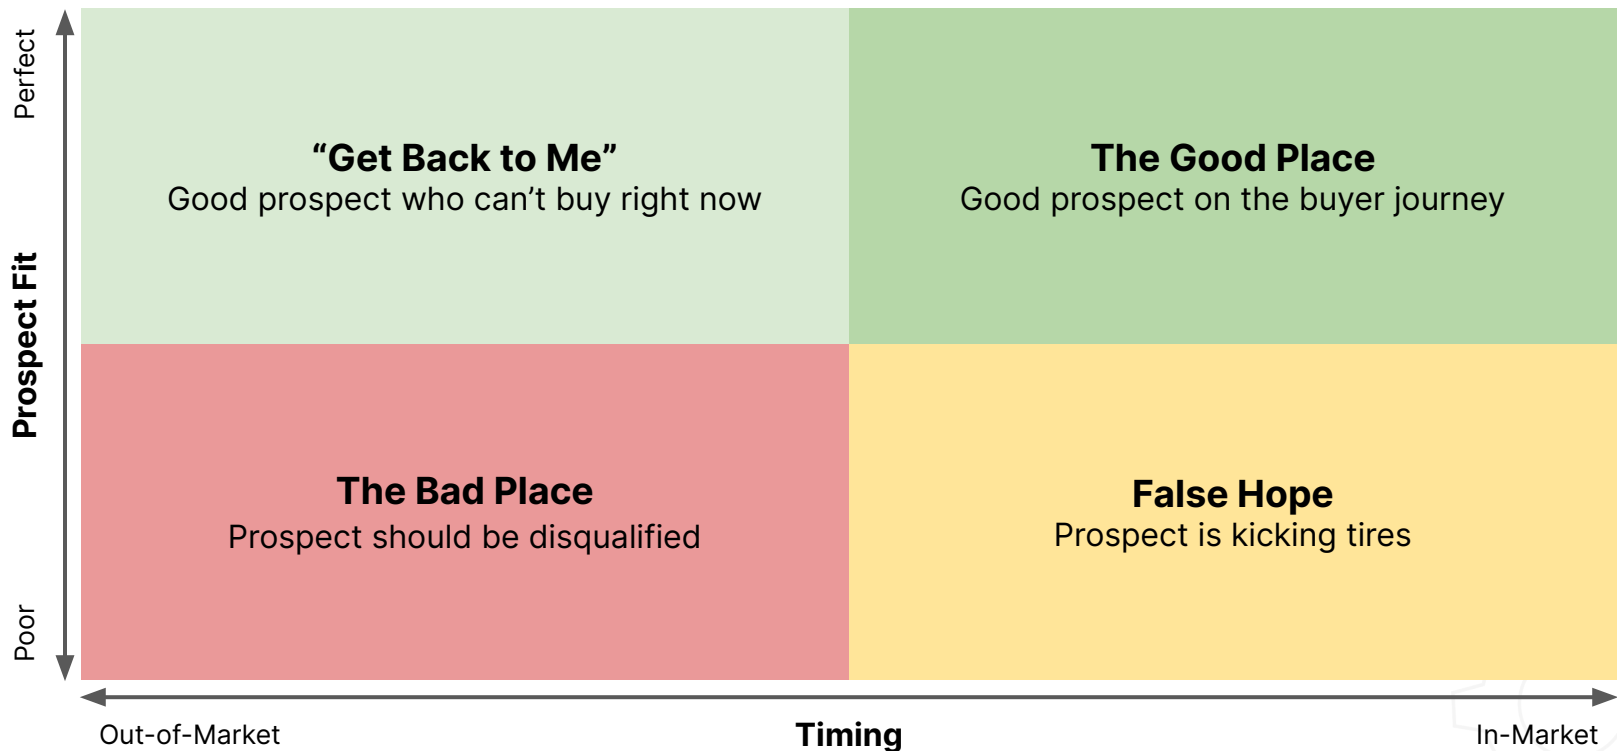 Perfect
“Get Back to Me”
Good prospect who can’t buy right now
The Good Place
Good prospect on the buyer journey
Prospect Fit
The Bad Place
Prospect should be disqualified
False Hope
Prospect is kicking tires
Poor
Out-of-Market
Timing
In-Market